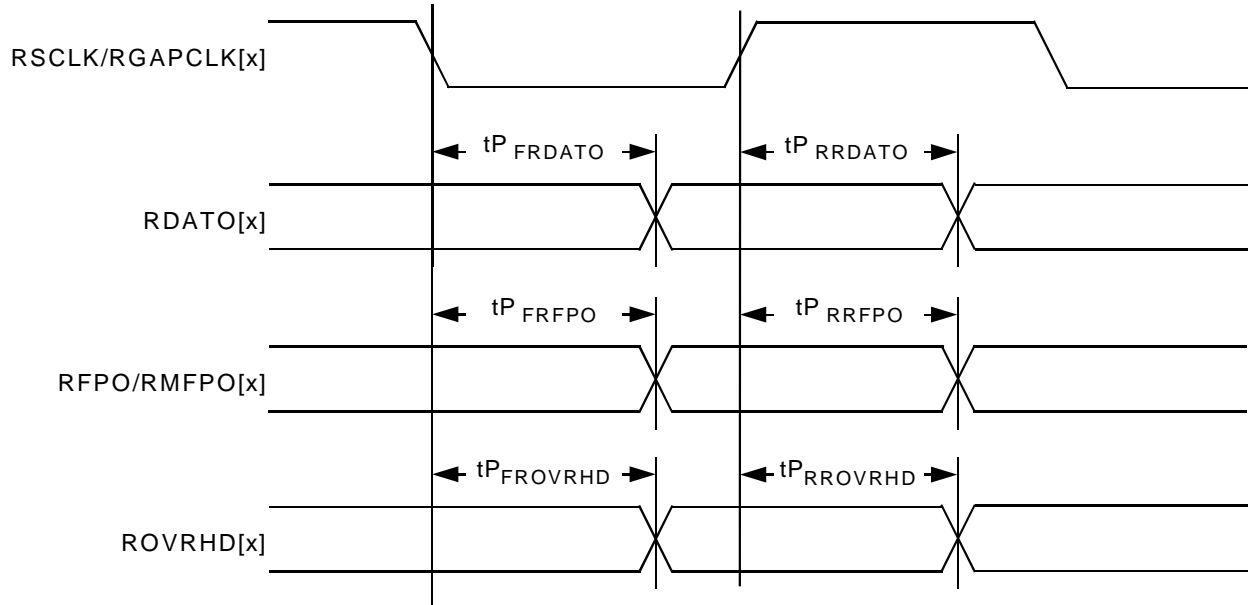 RSCLK/RGAPCLK[x]
tP FRDATO
tP RRDATO
RDATO[x]
tP FRFPO
tP RRFPO
RFPO/RMFPO[x]
tPFROVRHD
tPRROVRHD
ROVRHD[x]